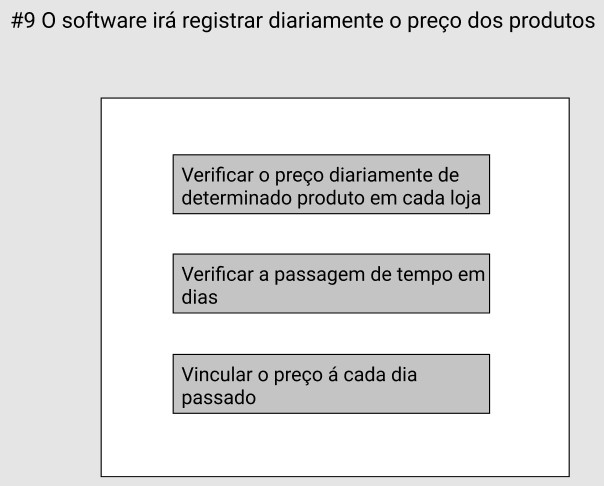 #9 O software irá registrar diariamente o preço dos produtos
Verificar o preço diariamente de
determinado produto em cada loja
Verificar a passagem de tempo em
dias
Vincular o preço á cada dia
passado